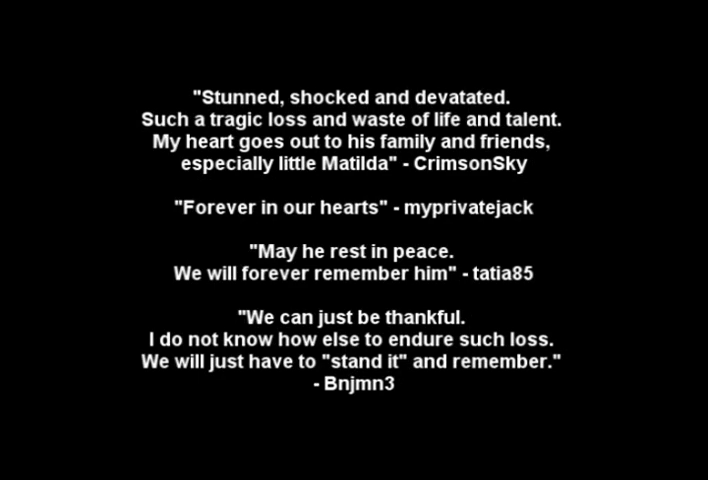 "Stunned, shocked and devatated.
Such a tragic loss and waste of life and talent.
My heart goes out to his family and friends,
especially little Matilda" - CrimsonSky
"Forever in our hearts" - myprivatejack
"May he rest in peace.
We will forever remember him" - tatia85
"We can just be thankful.
I do not know how else to endure such loss.
We will just have to "stand it" and remember."
- Bnjmn3